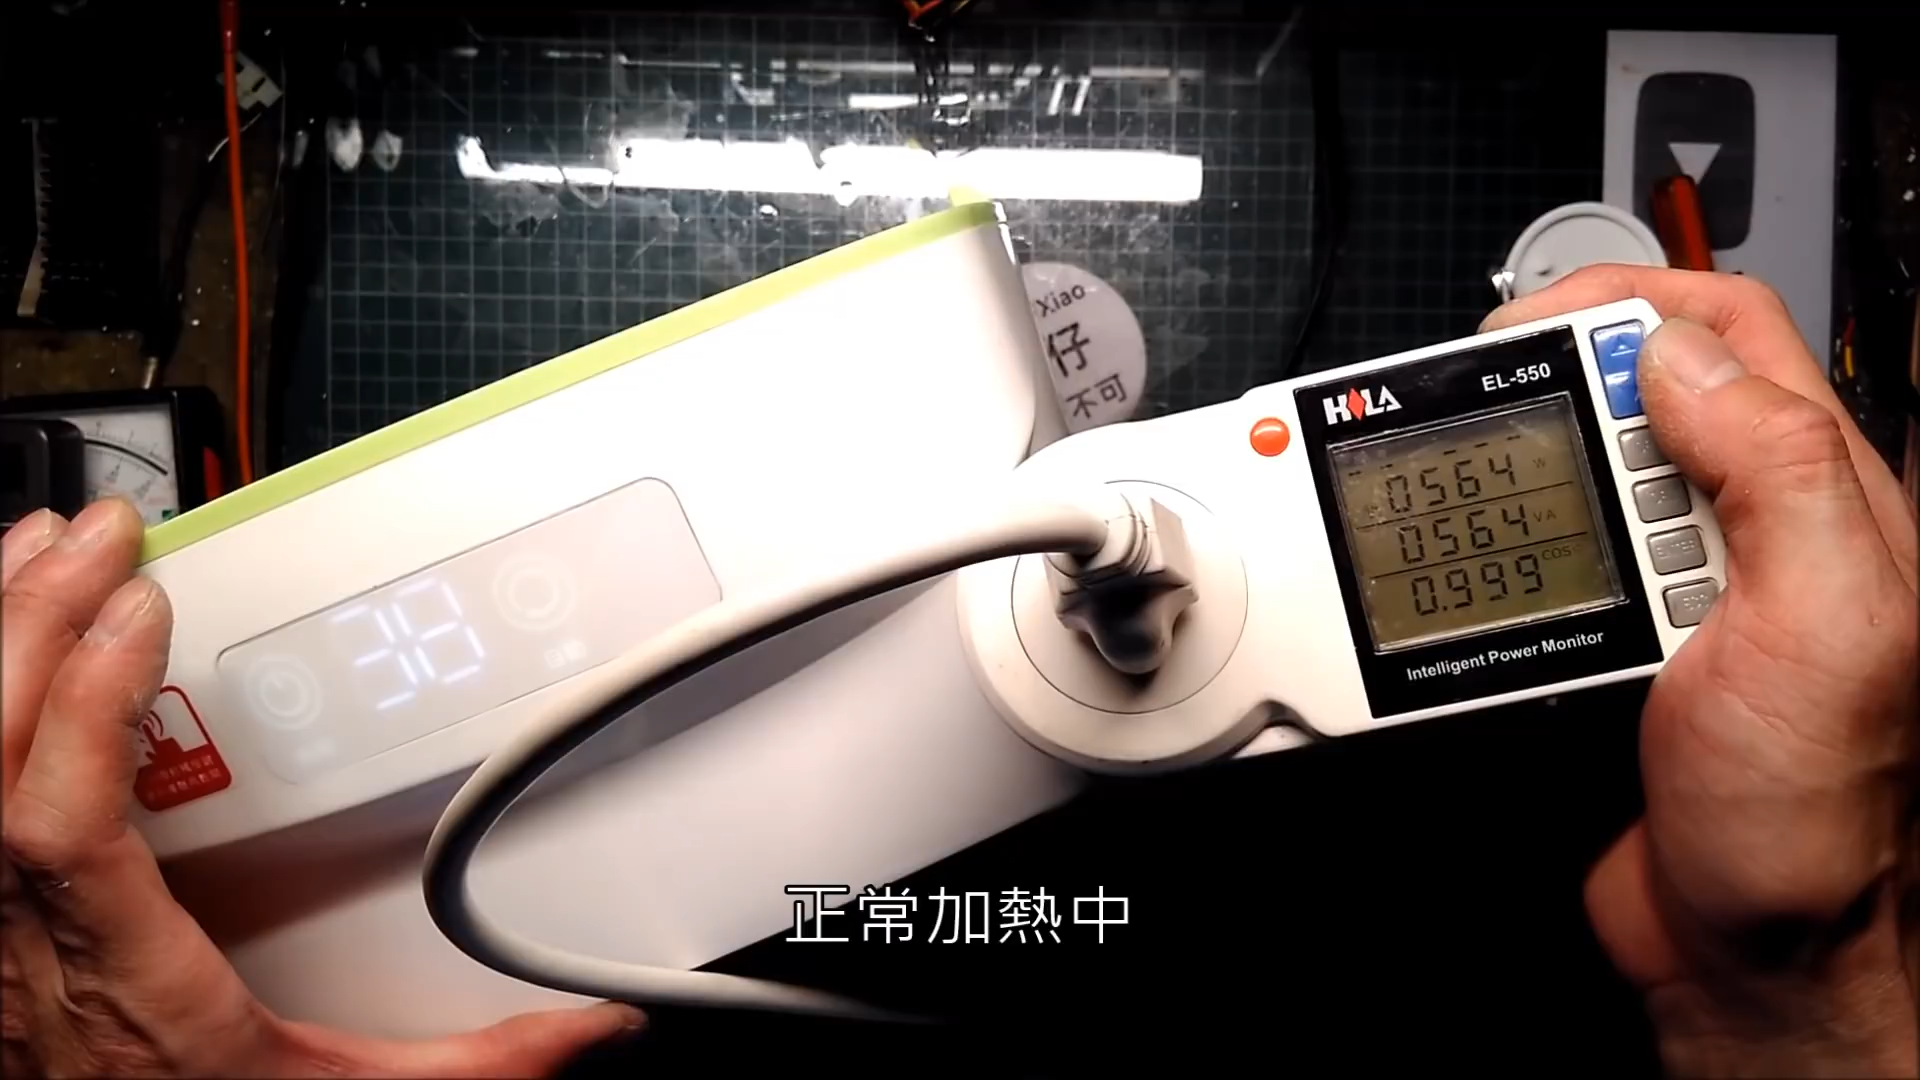 Xiao
仔
不可
HOLA EL-550
0564 W
0564 VA
0.999 COS
Intelligent Power Monitor
38
正常加熱中